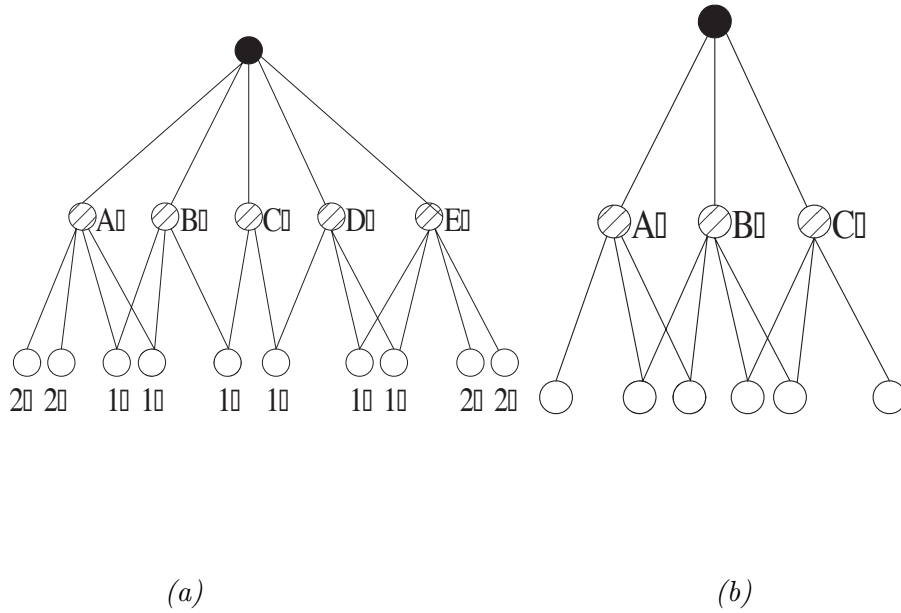 A▯ B▯ C▯ D▯ E▯
A▯ B▯ C▯
2▯ 2▯ 1▯ 1▯ 1▯ 1▯ 1▯ 1▯ 2▯ 2▯
(a) (b)